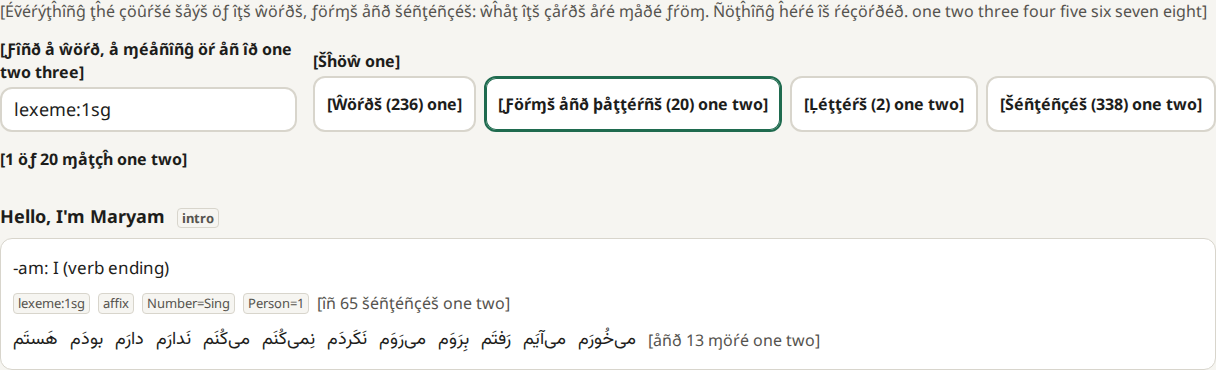 [Éṽéŕýţĥîñĝ ţĥé çöûŕšé šåýš öƒ îţš ŵöŕðš, ƒöŕɱš åñð šéñţéñçéš: ŵĥåţ îţš çåŕðš åŕé ɱåðé ƒŕöɱ. Ñöţĥîñĝ ĥéŕé îš ŕéçöŕðéð. one two three four five six seven eight]
[Ƒîñð å ŵöŕð, å ɱéåñîñĝ öŕ åñ îð one two three]
lexeme:1sg
[Šĥöŵ one]
[Ŵöŕðš (236) one]
[Ƒöŕɱš åñð þåţţéŕñš (20) one two]
[Ļéţţéŕš (2) one two]
[Šéñţéñçéš (338) one two]
[1 öƒ 20 ɱåţçĥ one two]
Hello, I'm Maryam intro
-am: I (verb ending)
lexeme:1sg affix Number=Sing Person=1 [îñ 65 šéñţéñçéš one two]
هَستَم بودَم دارَم نَدارَم می‌کُنَم نِمی‌کُنَم نَکَردَم می‌رَوَم بِرَوَم رَفتَم می‌آیَم می‌خُورَم [åñð 13 ɱöŕé one two]